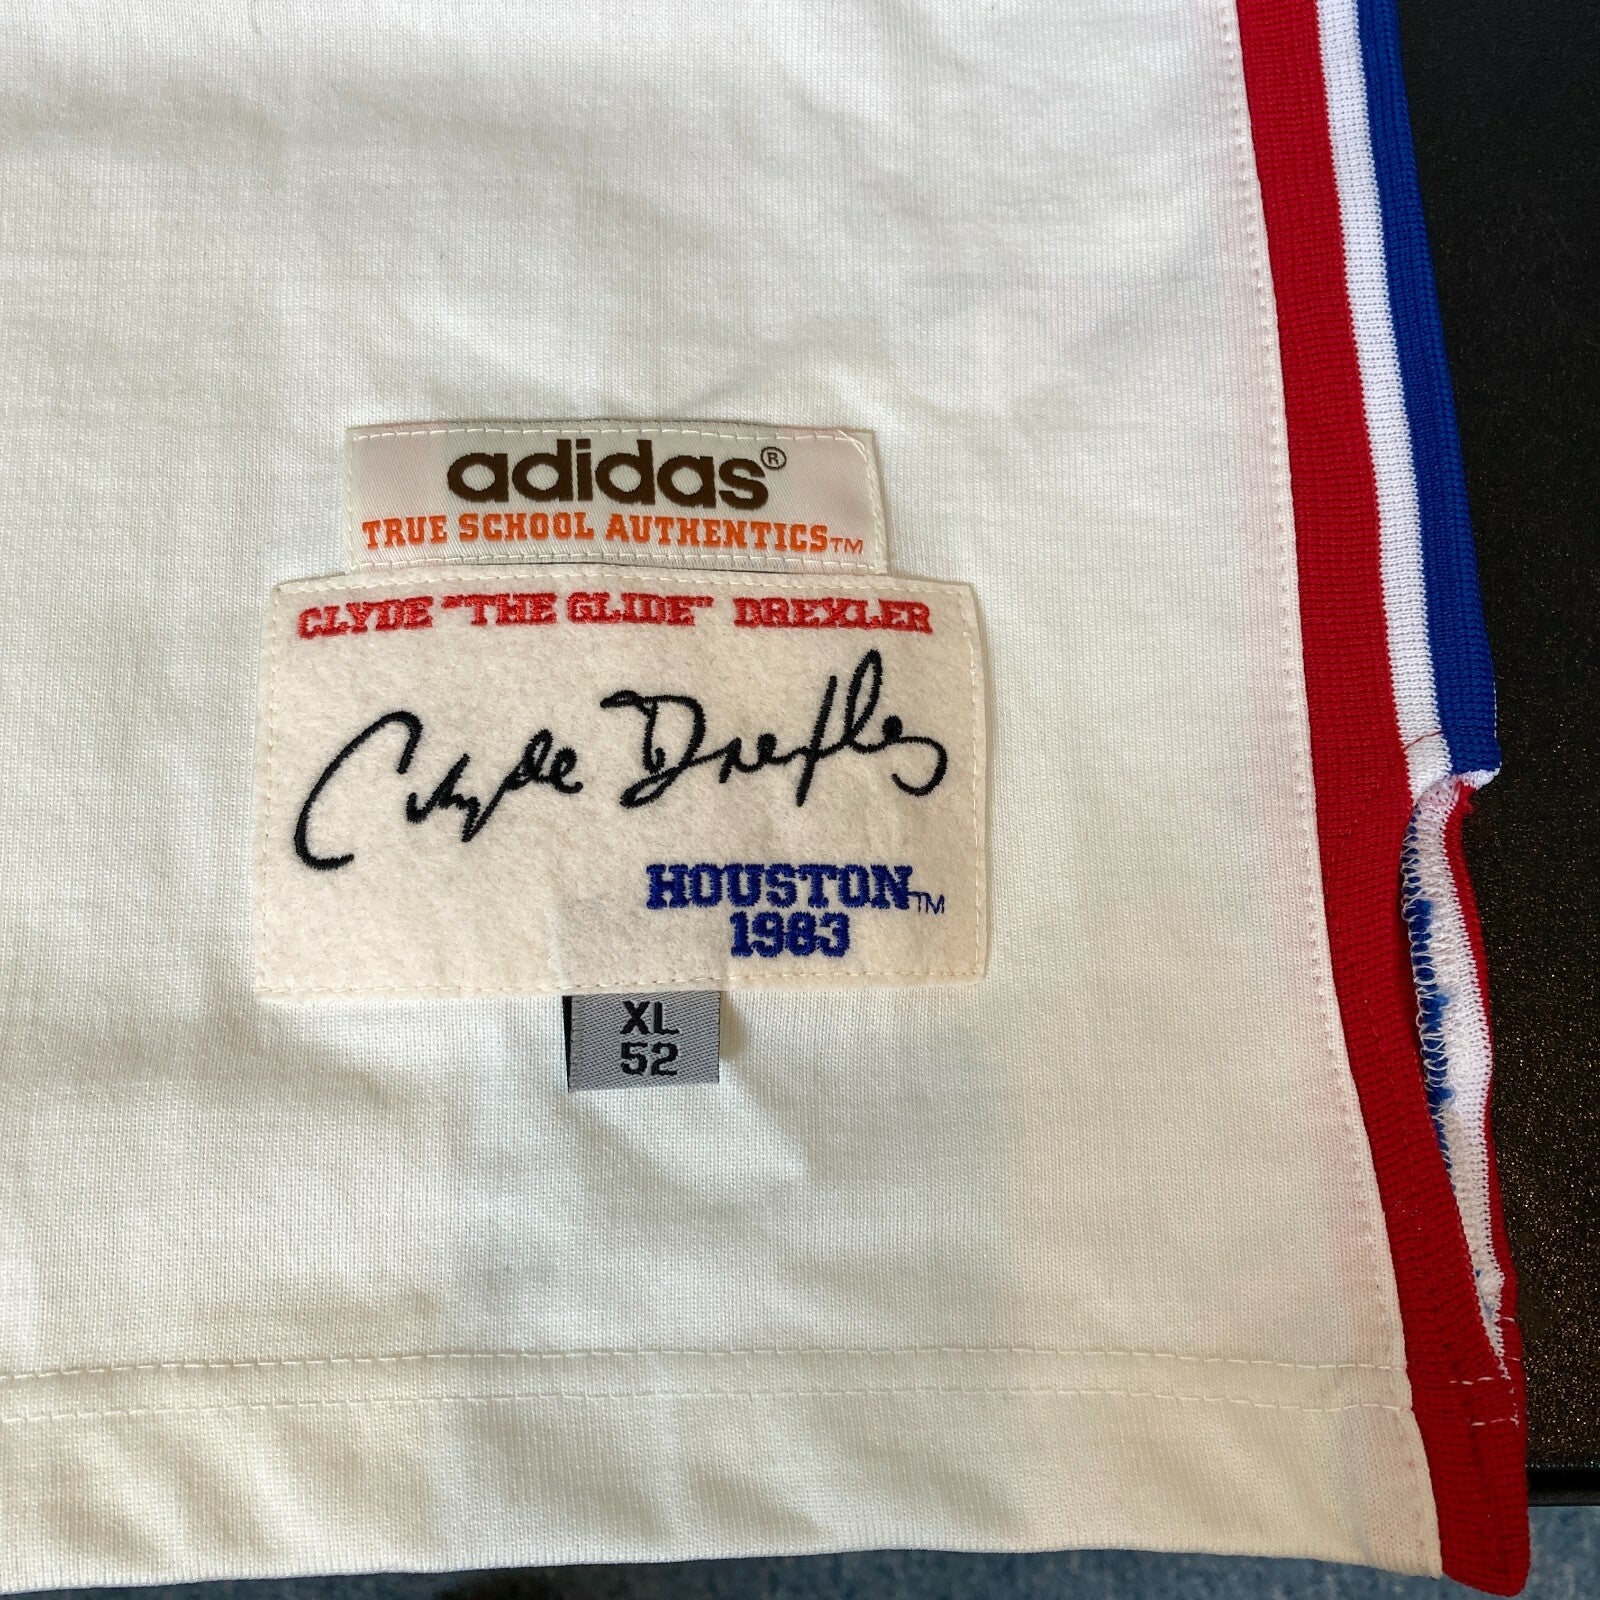 adidas®
TRUE SCHOOL AUTHENTICS™
CLYDE "THE GLIDE" DREXLER
Clyde Drexler
HOUSTON™
1983
XL
52